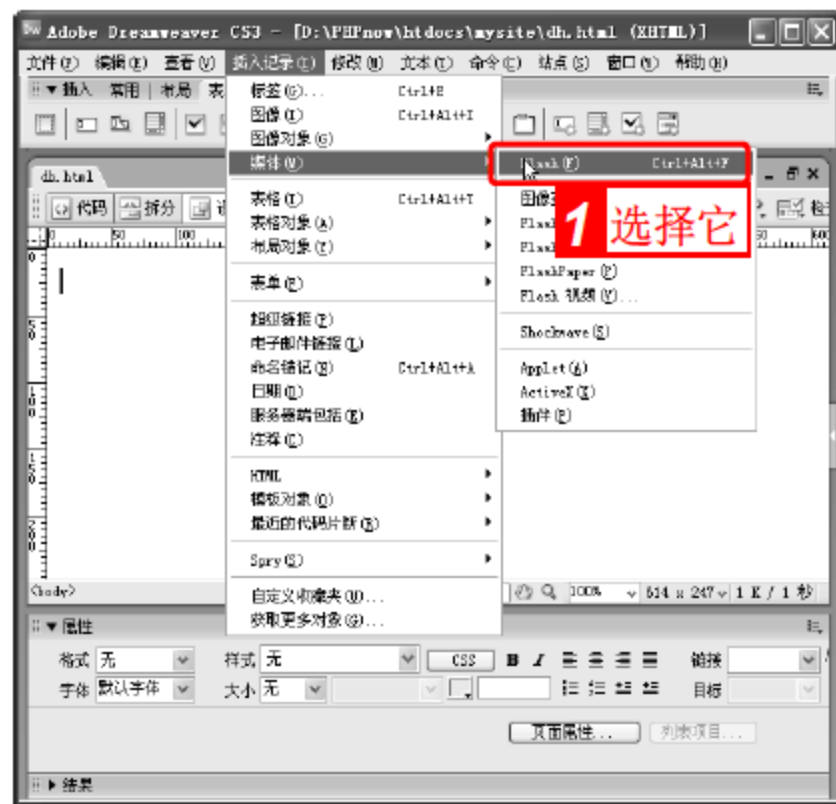 Adobe Dreamweaver CS3 - [D:\PHPnow\htdocs\mysite\dh.html (XHTML)]
文件(F) 编辑(E) 查看(V) 插入记录(I) 修改(M) 文本(T) 命令(C) 站点(S) 窗口(W) 帮助(H)
▼ 插入 常用 布局 表
标签(G)... Ctrl+E
图像(I) Ctrl+Alt+I
图像对象(G)
媒体(M)
Flash(F) Ctrl+Alt+F
dh.html
代码 拆分
表格(T) Ctrl+Alt+T
图像
1 选择它
表格对象(A)
布局对象(Y)
FlashPaper(P)
表单(F)
Flash 视频(V)...
超级链接(P)
Shockwave(S)
电子邮件链接(L)
命名锚记(N) Ctrl+Alt+A
Applet(A)
日期(D)
ActiveX(X)
服务器端包括(E)
插件(P)
注释(C)
HTML
模板对象(O)
最近的代码片断(R)
Spry(S)
<body> 100% 614 x 247 1 K / 1 秒
自定义收藏夹(U)...
获取更多对象(G)...
▼ 属性
格式 无 样式 无 CSS B I 链接
字体 默认字体 大小 无 目标
页面属性... 列表项目...
▶ 结果